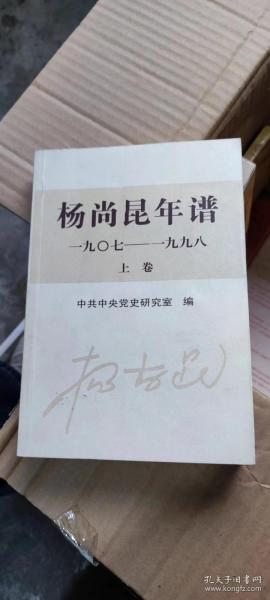 杨尚昆年谱
一九〇七——一九九八
上卷
中共中央党史研究室 编
杨尚昆
孔夫子旧书网
www.kongfz.com